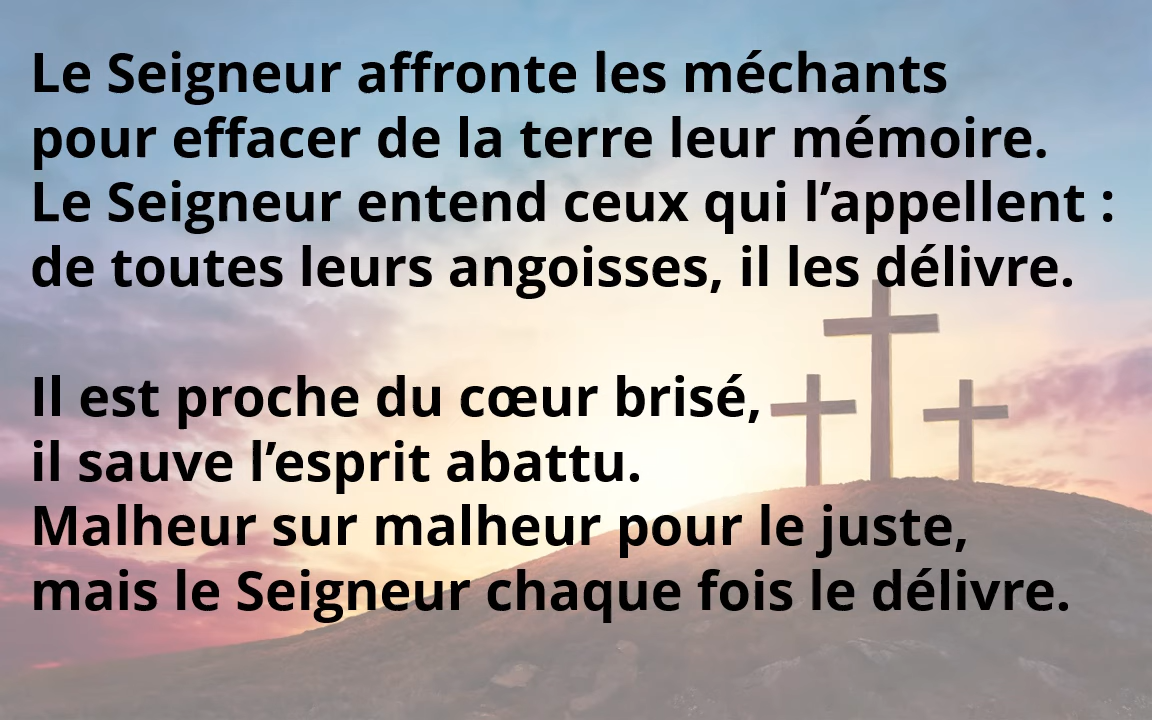 Le Seigneur affronte les méchants
pour effacer de la terre leur mémoire.
Le Seigneur entend ceux qui l’appellent :
de toutes leurs angoisses, il les délivre.
Il est proche du cœur brisé,
il sauve l’esprit abattu.
Malheur sur malheur pour le juste,
mais le Seigneur chaque fois le délivre.